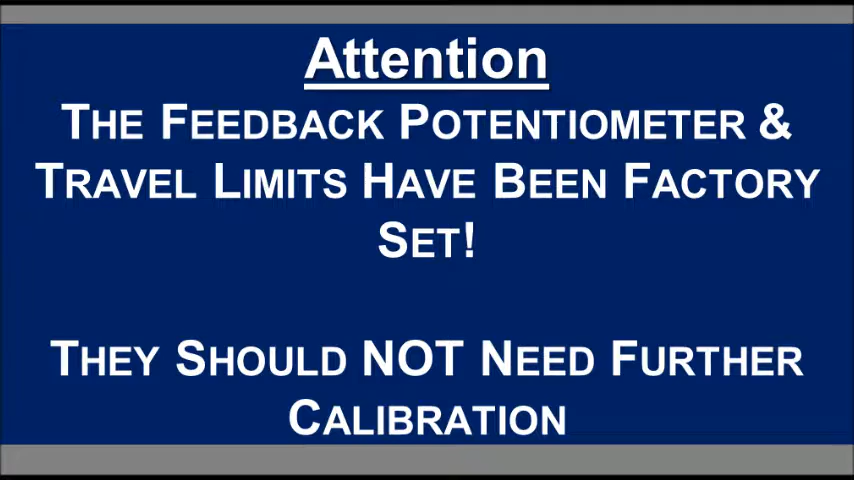 Attention
The Feedback Potentiometer &
Travel Limits Have Been Factory
Set!
They Should NOT Need Further
Calibration